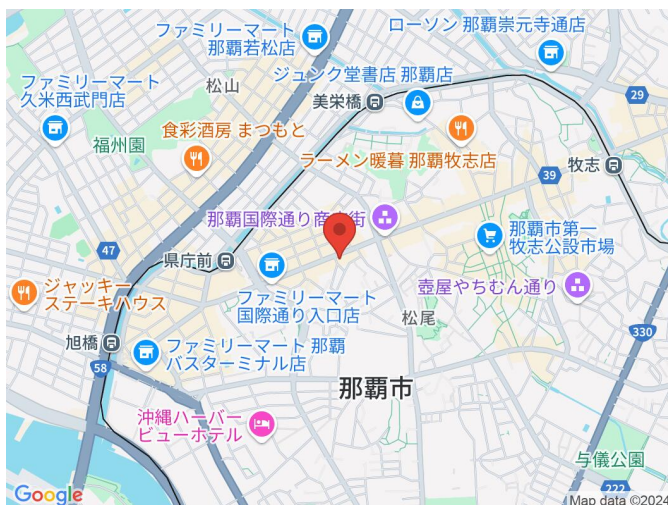 ファミリーマート
那覇若松店
ローソン 那覇崇元寺通店
ファミリーマート
久米西武門店
松山
ジュンク堂書店 那覇店
美栄橋
29
福州園
食彩酒房 まつもと
ラーメン暖暮 那覇牧志店
牧志
39
那覇国際通り商
街
那覇市第一
牧志公設市場
47
県庁前
ジャッキー
ステーキハウス
ファミリーマート
国際通り入口店
壺屋やちむん通り
松尾
330
旭橋
58
ファミリーマート 那覇
バスターミナル店
那覇市
沖縄ハーバー
ビューホテル
与儀公園
222
Google
Map data ©2024